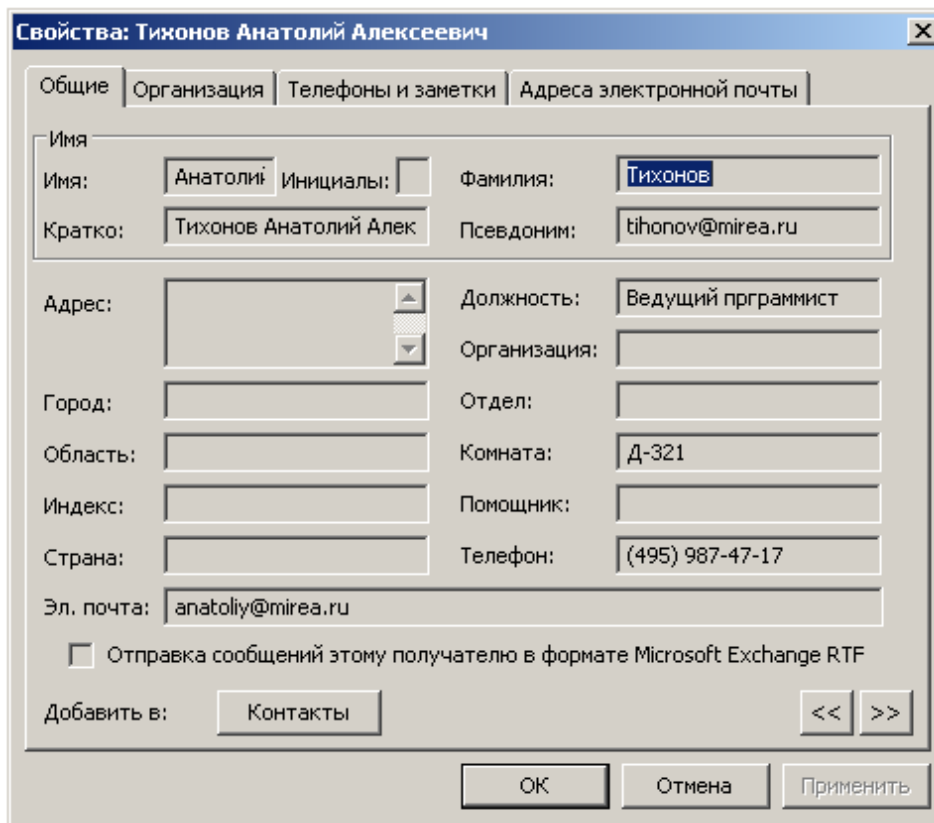 Свойства: Тихонов Анатолий Алексеевич
Общие Организация Телефоны и заметки Адреса электронной почты
Имя
Имя: Анатолий Инициалы: Фамилия: Тихонов
Кратко: Тихонов Анатолий Алек Псевдоним: tihonov@mirea.ru
Адрес: Должность: Ведущий прграммист
Организация:
Город: Отдел:
Область: Комната: Д-321
Индекс: Помощник:
Страна: Телефон: (495) 987-47-17
Эл. почта: anatoliy@mirea.ru
Отправка сообщений этому получателю в формате Microsoft Exchange RTF
Добавить в: Контакты << >>
ОК Отмена Применить